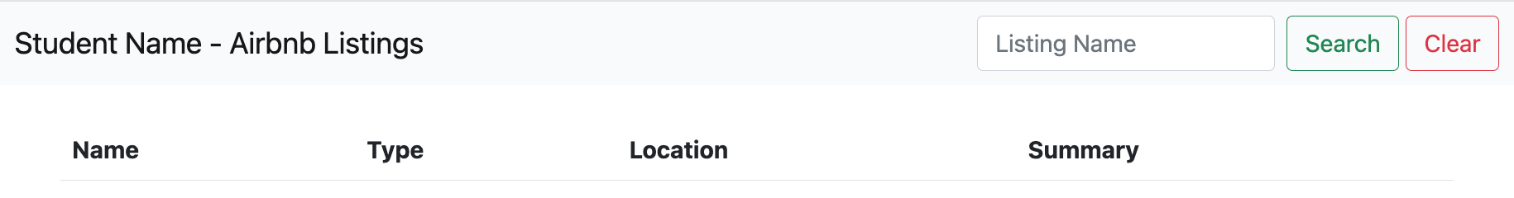 Student Name - Airbnb Listings
Listing Name
Search
Clear
Name Type Location Summary